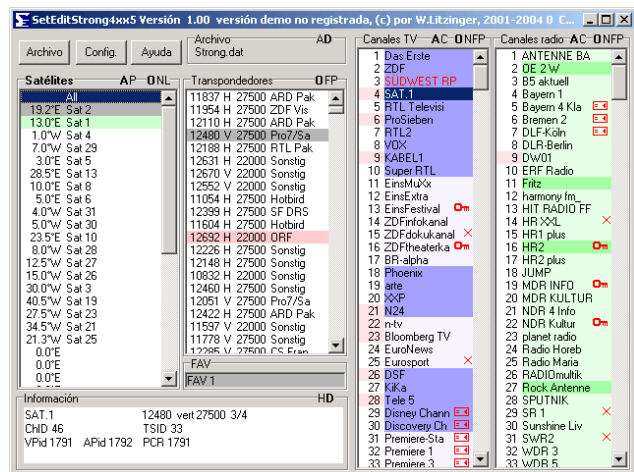 SetEditStrong4xx5 Versión 1.00 versión demo no registrada, (c) por W.Litzinger, 2001-2004 0 C...
Archivo
Config.
Ayuda
Archivo AD
Strong.dat
Satélites AP ONL
All
19.2°E Sat 2
13.0°E Sat 1
1.0°W Sat 4
7.0°W Sat 29
3.0°E Sat 5
28.5°E Sat 13
10.0°E Sat 8
5.0°E Sat 6
4.0°W Sat 31
5.0°W Sat 30
23.5°E Sat 10
8.0°W Sat 28
12.5°W Sat 27
15.0°W Sat 26
30.0°W Sat 3
40.5°W Sat 19
27.5°W Sat 23
34.5°W Sat 21
21.3°W Sat 25
0.0°E
0.0°E
0.0°E
Transpondedores OFP
11837 H 27500 ARD Pak
11954 H 27500 ZDF Vis
12110 H 27500 ARD Pak
12480 V 27500 Pro7/Sa
12188 H 27500 RTL Pak
12631 H 22000 Sonstig
12670 V 22000 Sonstig
12552 V 22000 Sonstig
11054 H 27500 Hotbird
12399 H 27500 SF DRS
11604 H 27500 Hotbird
12692 H 22000 ORF
12226 H 27500 Sonstig
12148 H 27500 Sonstig
10832 H 22000 Sonstig
12460 H 27500 Sonstig
12051 V 27500 Pro7/Sa
12422 H 27500 ARD Pak
11597 V 22000 Sonstig
11778 V 27500 Sonstig
12285 V 27500 CS Fran
FAV
FAV 1
Información HD
SAT.1 12480 vert 27500 3/4
ChID 46 TSID 33
VPid 1791 APid 1792 PCR 1791
Canales TV AC ONFP
1 Das Erste
2 ZDF
3 SÜDWEST RP
4 SAT.1
5 RTL Televisi
6 ProSieben
7 RTL2
8 VOX
9 KABEL1
10 Super RTL
11 EinsMuXx
12 EinsExtra
13 EinsFestival
14 ZDFinfokanal
15 ZDFdokukanal
16 ZDFtheaterka
17 BR-alpha
18 Phoenix
19 arte
20 XXP
21 N24
22 n-tv
23 Bloomberg TV
24 EuroNews
25 Eurosport
26 DSF
27 KiKa
28 Tele 5
29 Disney Chann
30 Discovery Ch
31 Premiere-Sta
32 Premiere 1
33 Premiere 3
Canales radio AC ONFP
1 ANTENNE BA
2 OE 2 W
3 B5 aktuell
4 Bayern 1
5 Bayern 4 Kla
6 Bremen 2
7 DLF-Köln
8 DLR-Berlin
9 DW01
10 ERF Radio
11 Fritz
12 harmony fm_
13 HIT RADIO FF
14 HR XXL
15 HR1 plus
16 HR2
17 HR2 plus
18 JUMP
19 MDR INFO
20 MDR KULTUR
21 NDR 4 Info
22 NDR Kultur
23 planet radio
24 Radio Horeb
25 Radio Maria
26 RADIOmultik
27 Rock Antenne
28 SPUTNIK
29 SR 1
30 Sunshine Liv
31 SWR2
32 WDR 3
33 WDR 5